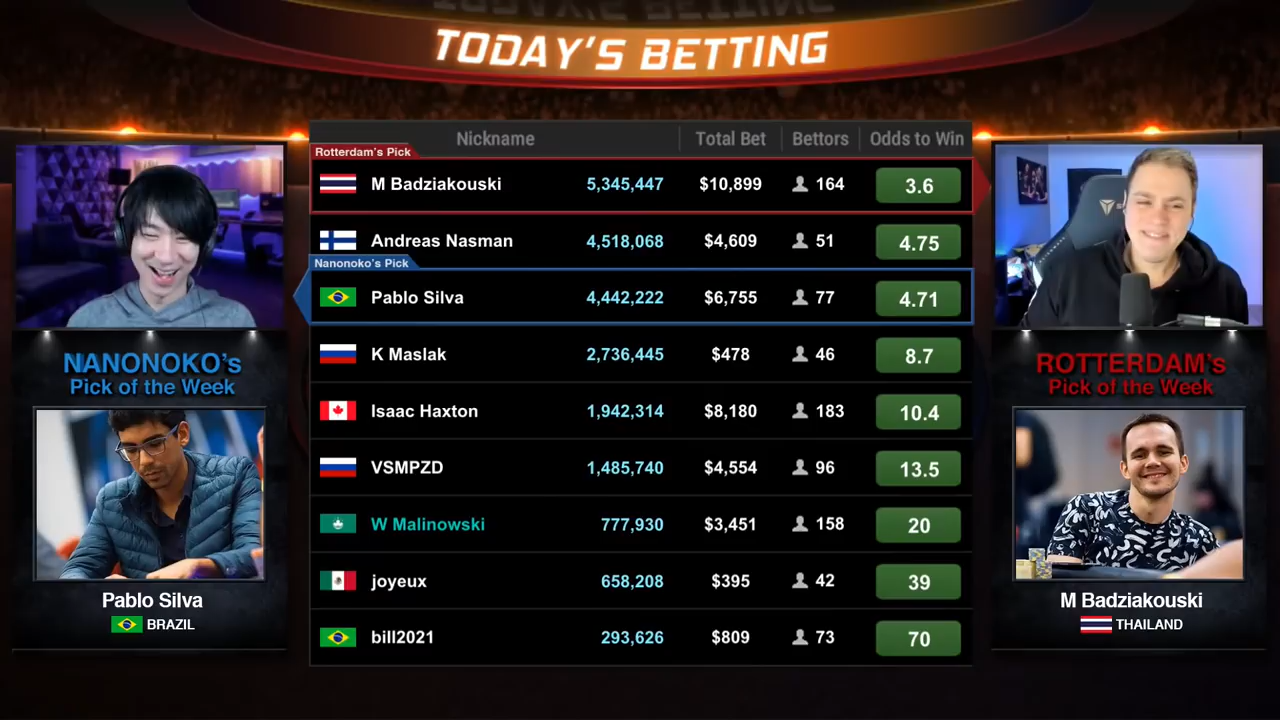 TODAY'S BETTING
Nickname Total Bet Bettors Odds to Win
Rotterdam's Pick
M Badziakouski 5,345,447 $10,899 164 3.6
Andreas Nasman 4,518,068 $4,609 51 4.75
Nanonoko's Pick
Pablo Silva 4,442,222 $6,755 77 4.71
K Maslak 2,736,445 $478 46 8.7
Isaac Haxton 1,942,314 $8,180 183 10.4
VSMPZD 1,485,740 $4,554 96 13.5
W Malinowski 777,930 $3,451 158 20
joyeux 658,208 $395 42 39
bill2021 293,626 $809 73 70
NANONOKO's
Pick of the Week
Pablo Silva
BRAZIL
ROTTERDAM's
Pick of the Week
M Badziakouski
THAILAND